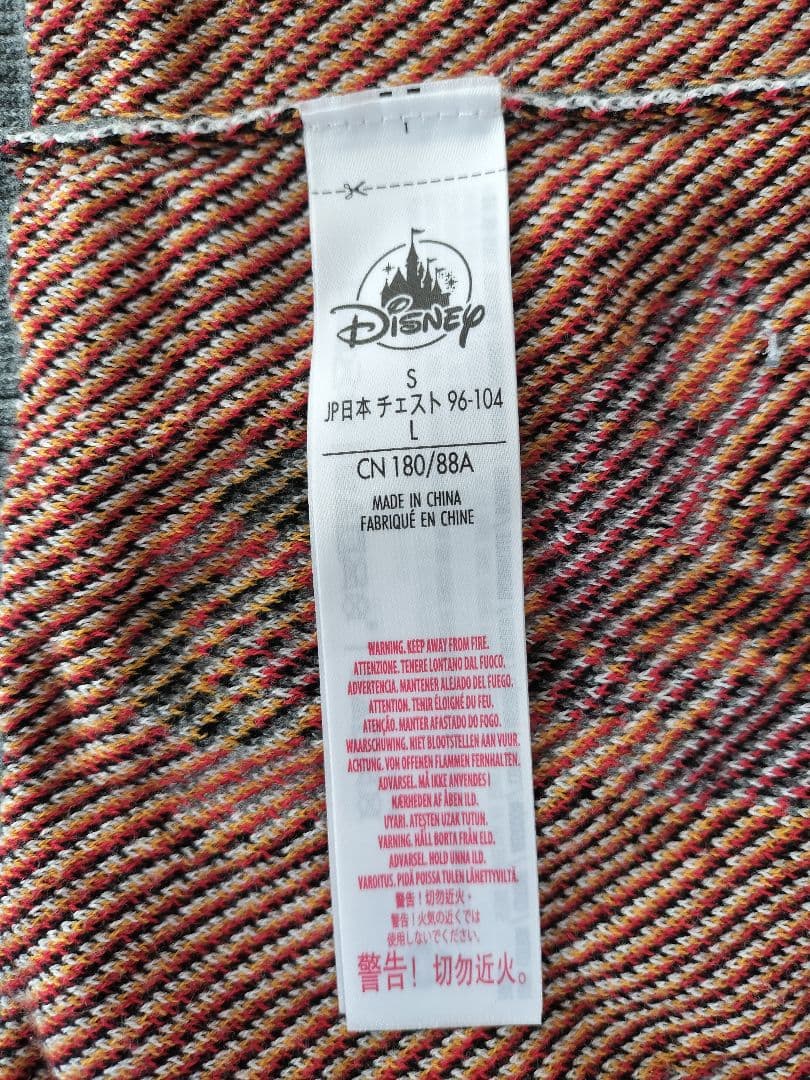 Disney
S
JP日本 チェスト 96-104
L
CN 180/88A
MADE IN CHINA
FABRIQUÉ EN CHINE
WARNING. KEEP AWAY FROM FIRE.
ATTENZIONE. TENERE LONTANO DAL FUOCO.
ADVERTENCIA. MANTENER ALEJADO DEL FUEGO.
ATTENTION. TENIR ÉLOIGNÉ DU FEU.
ATENÇÃO. MANTER AFASTADO DO FOGO.
WAARSCHUWING. NIET BLOOTSTELLEN AAN VUUR.
ACHTUNG. VON OFFENEN FLAMMEN FERNHALTEN.
ADVARSEL. MÅ IKKE ANVENDES I
NÆRHEDEN AF ÅBEN ILD.
UYARI. ATEŞTEN UZAK TUTUN.
VARNING. HÅLL BORTA FRÅN ELD.
ADVARSEL. HOLD UNNA ILD.
VAROITUS. PIDÄ POISSA TULEN LÄHETTYVILTÄ.
警告！切勿近火。
警告！火気の近くでは
使用しないでください。
警告！切勿近火。